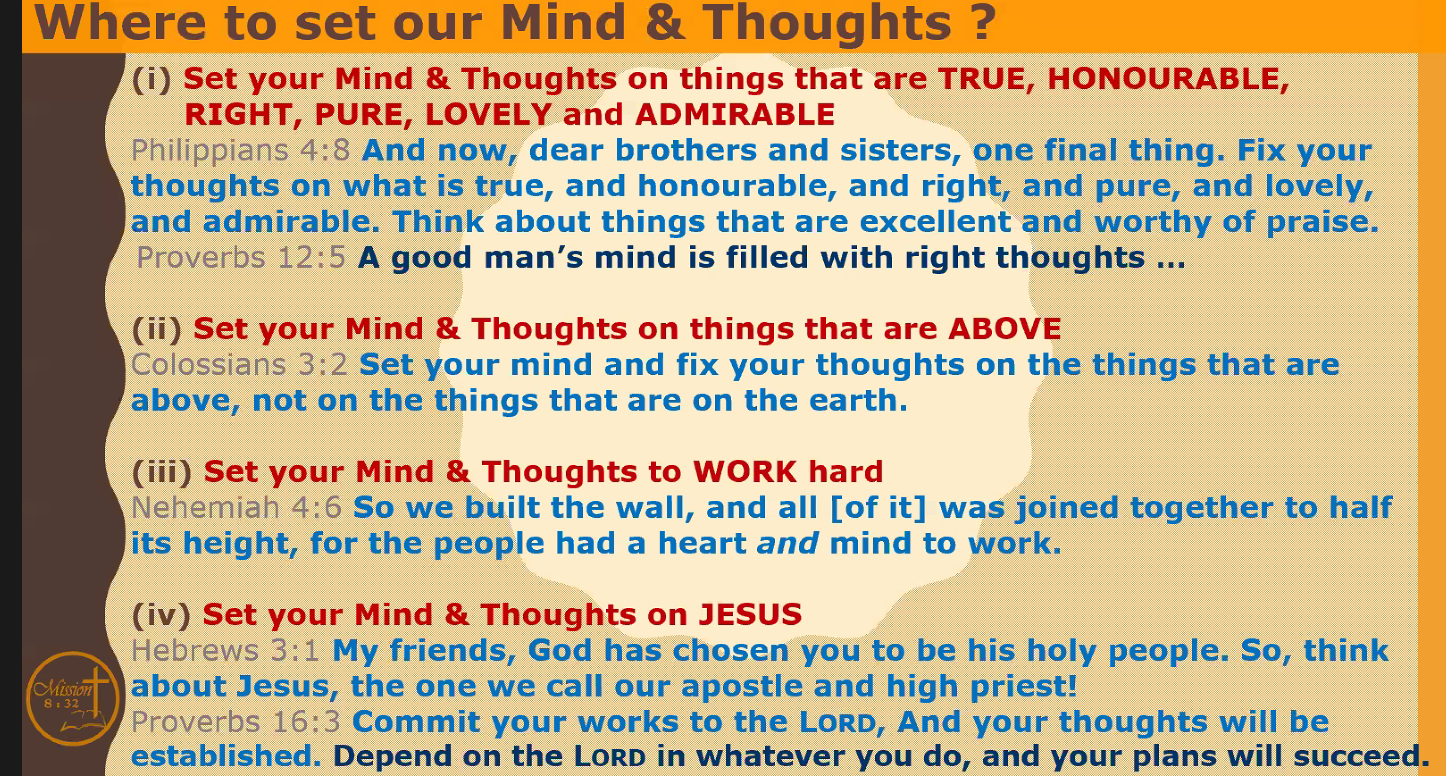 Where to set our Mind & Thoughts ?
(i) Set your Mind & Thoughts on things that are TRUE, HONOURABLE,
RIGHT, PURE, LOVELY and ADMIRABLE
Philippians 4:8 And now, dear brothers and sisters, one final thing. Fix your
thoughts on what is true, and honourable, and right, and pure, and lovely,
and admirable. Think about things that are excellent and worthy of praise.
Proverbs 12:5 A good man’s mind is filled with right thoughts ...
(ii) Set your Mind & Thoughts on things that are ABOVE
Colossians 3:2 Set your mind and fix your thoughts on the things that are
above, not on the things that are on the earth.
(iii) Set your Mind & Thoughts to WORK hard
Nehemiah 4:6 So we built the wall, and all [of it] was joined together to half
its height, for the people had a heart and mind to work.
(iv) Set your Mind & Thoughts on JESUS
Hebrews 3:1 My friends, God has chosen you to be his holy people. So, think
about Jesus, the one we call our apostle and high priest!
Proverbs 16:3 Commit your works to the LORD, And your thoughts will be
established. Depend on the LORD in whatever you do, and your plans will succeed.
Mission
8:32